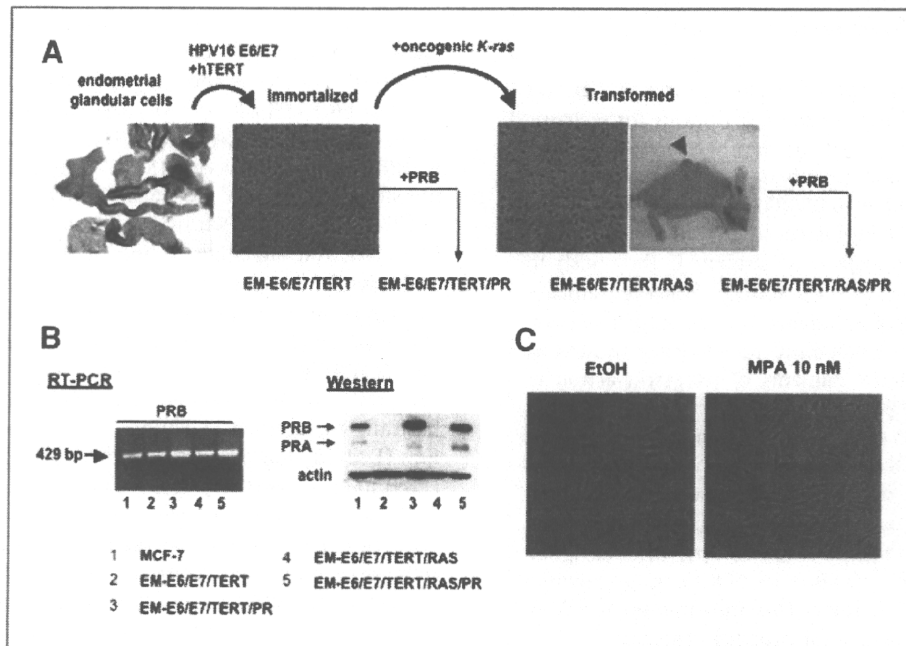 A
HPV16 E6/E7
+hTERT
+oncogenic K-ras
endometrial
glandular cells
Immortalized
Transformed
+PRB
+PRB
EM-E6/E7/TERT
EM-E6/E7/TERT/PR
EM-E6/E7/TERT/RAS
EM-E6/E7/TERT/RAS/PR
B
RT-PCR
PRB
429 bp
1 2 3 4 5
Western
PRB
PRA
actin
1 2 3 4 5
1 MCF-7
2 EM-E6/E7/TERT
3 EM-E6/E7/TERT/PR
4 EM-E6/E7/TERT/RAS
5 EM-E6/E7/TERT/RAS/PR
C
EtOH
MPA 10 nM